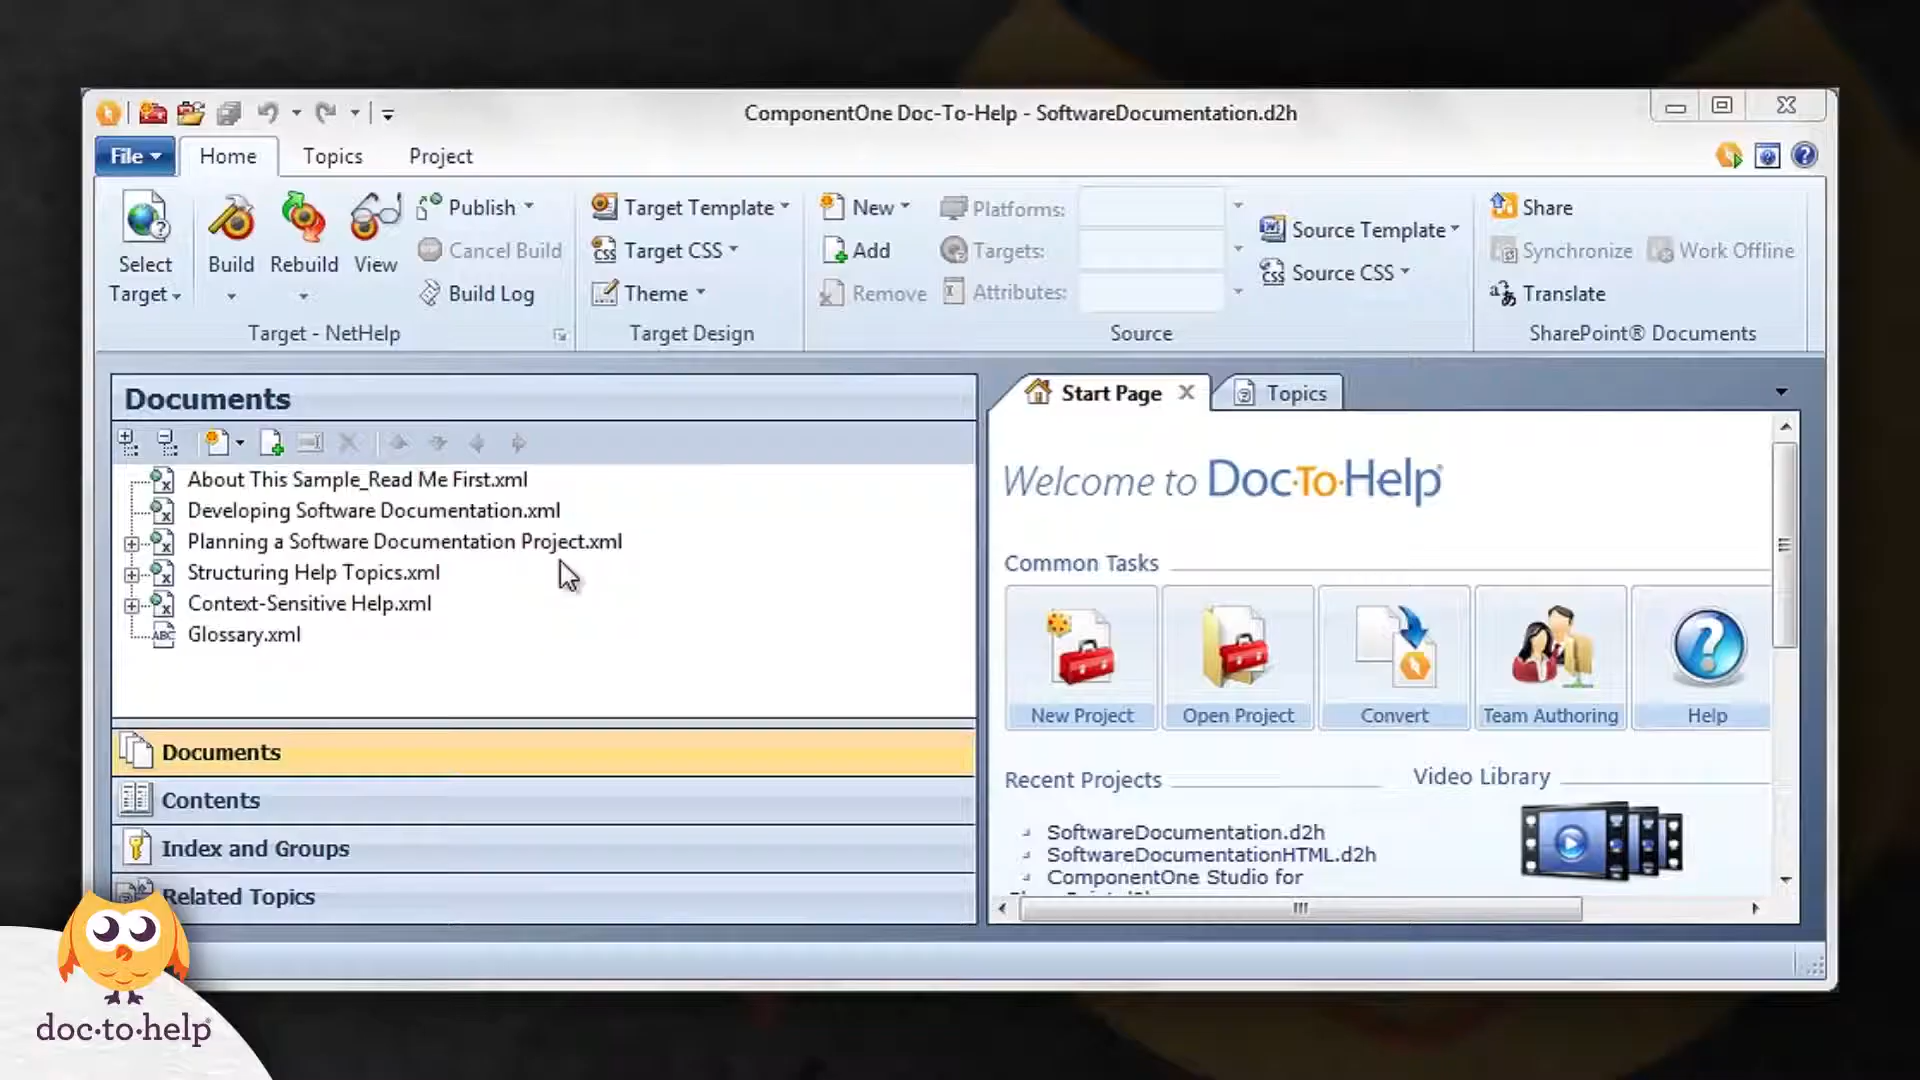 ComponentOne Doc-To-Help - SoftwareDocumentation.d2h
File Home Topics Project
Select Target
Build
Rebuild
View
Publish
Cancel Build
Build Log
Target - NetHelp
Target Template
Target CSS
Theme
Target Design
New
Add
Remove
Platforms:
Targets:
Attributes:
Source Template
Source CSS
Source
Share
Synchronize
Work Offline
Translate
SharePoint® Documents
Documents
About This Sample_Read Me First.xml
Developing Software Documentation.xml
Planning a Software Documentation Project.xml
Structuring Help Topics.xml
Context-Sensitive Help.xml
Glossary.xml
Documents
Contents
Index and Groups
Related Topics
Start Page
Topics
Welcome to Doc·To·Help
Common Tasks
New Project
Open Project
Convert
Team Authoring
Help
Recent Projects
SoftwareDocumentation.d2h
SoftwareDocumentationHTML.d2h
ComponentOne Studio for
Video Library
doc·to·help